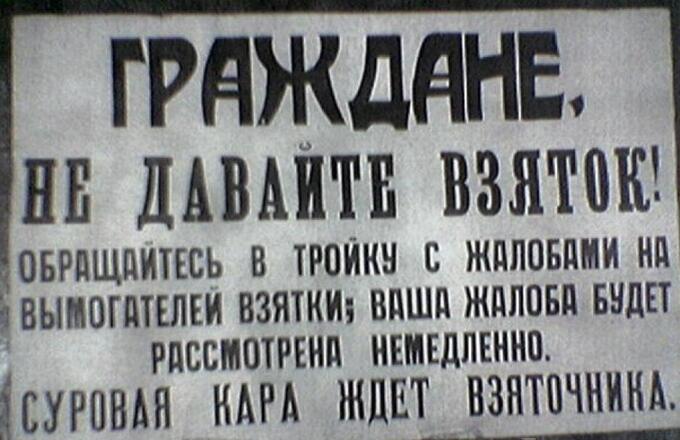 ГРАЖДАНЕ,
НЕ ДАВАЙТЕ ВЗЯТОК!
ОБРАЩАЙТЕСЬ В ТРОЙКУ С ЖАЛОБАМИ НА
ВЫМОГАТЕЛЕЙ ВЗЯТКИ; ВАША ЖАЛОБА БУДЕТ
РАССМОТРЕНА НЕМЕДЛЕННО.
СУРОВАЯ КАРА ЖДЕТ ВЗЯТОЧНИКА.